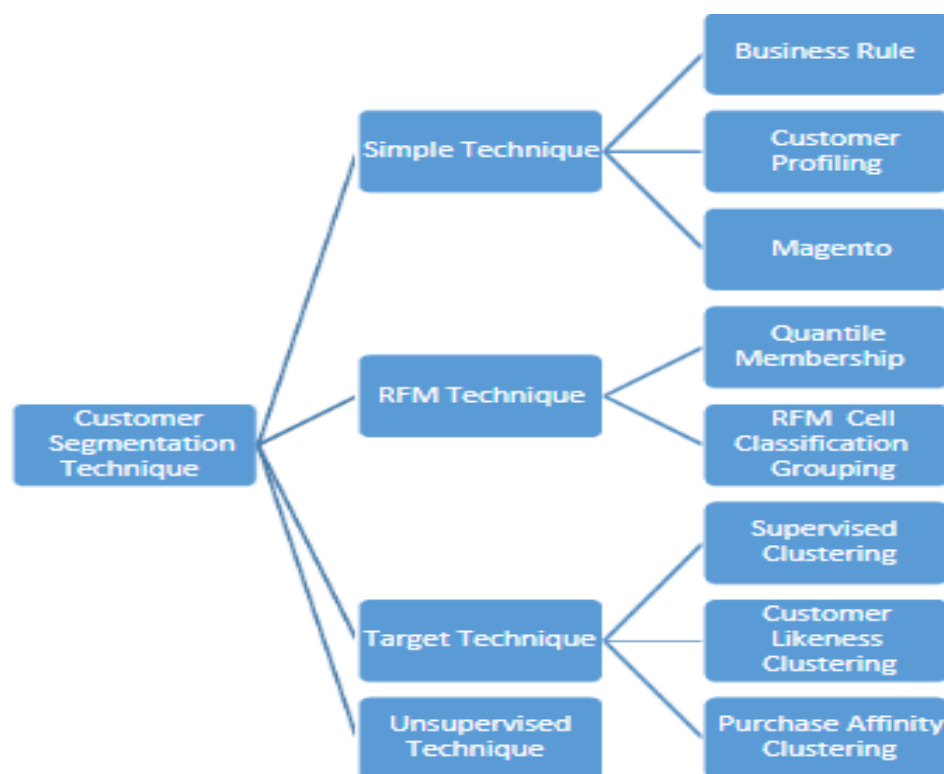 Business Rule
Simple Technique
Customer
Profiling
Magento
Quantile
Membership
RFM Technique
Customer
Segmentation
Technique
RFM Cell
Classification
Grouping
Supervised
Clustering
Target Technique
Customer
Likeness
Clustering
Unsupervised
Technique
Purchase Affinity
Clustering